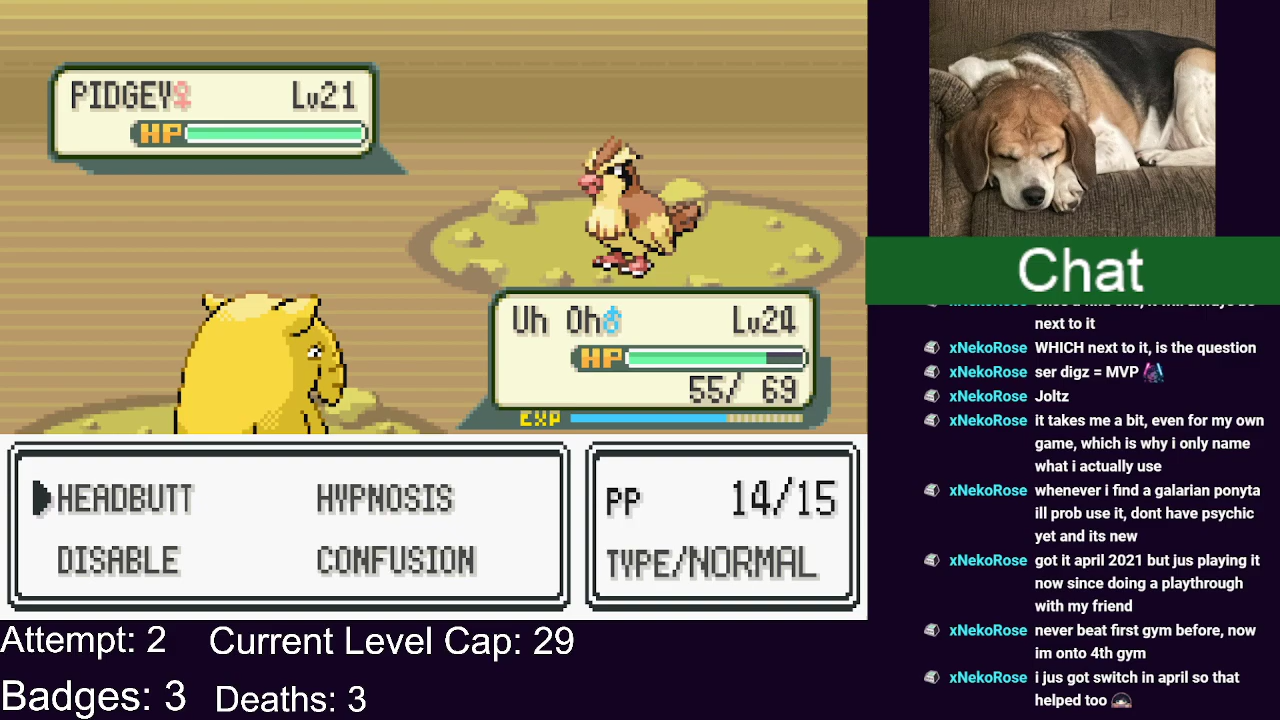 PIDGEY♀ Lv21
HP
Uh Oh♂ Lv24
HP
55/ 69
EXP
HEADBUTT HYPNOSIS
DISABLE CONFUSION
PP 14/15
TYPE/NORMAL
Attempt: 2 Current Level Cap: 29
Badges: 3 Deaths: 3
Chat
next to it
xNekoRose WHICH next to it, is the question
xNekoRose ser digz = MVP
xNekoRose Joltz
xNekoRose it takes me a bit, even for my own
game, which is why i only name
what i actually use
xNekoRose whenever i find a galarian ponyta
ill prob use it, dont have psychic
yet and its new
xNekoRose got it april 2021 but jus playing it
now since doing a playthrough
with my friend
xNekoRose never beat first gym before, now
im onto 4th gym
xNekoRose i jus got switch in april so that
helped too